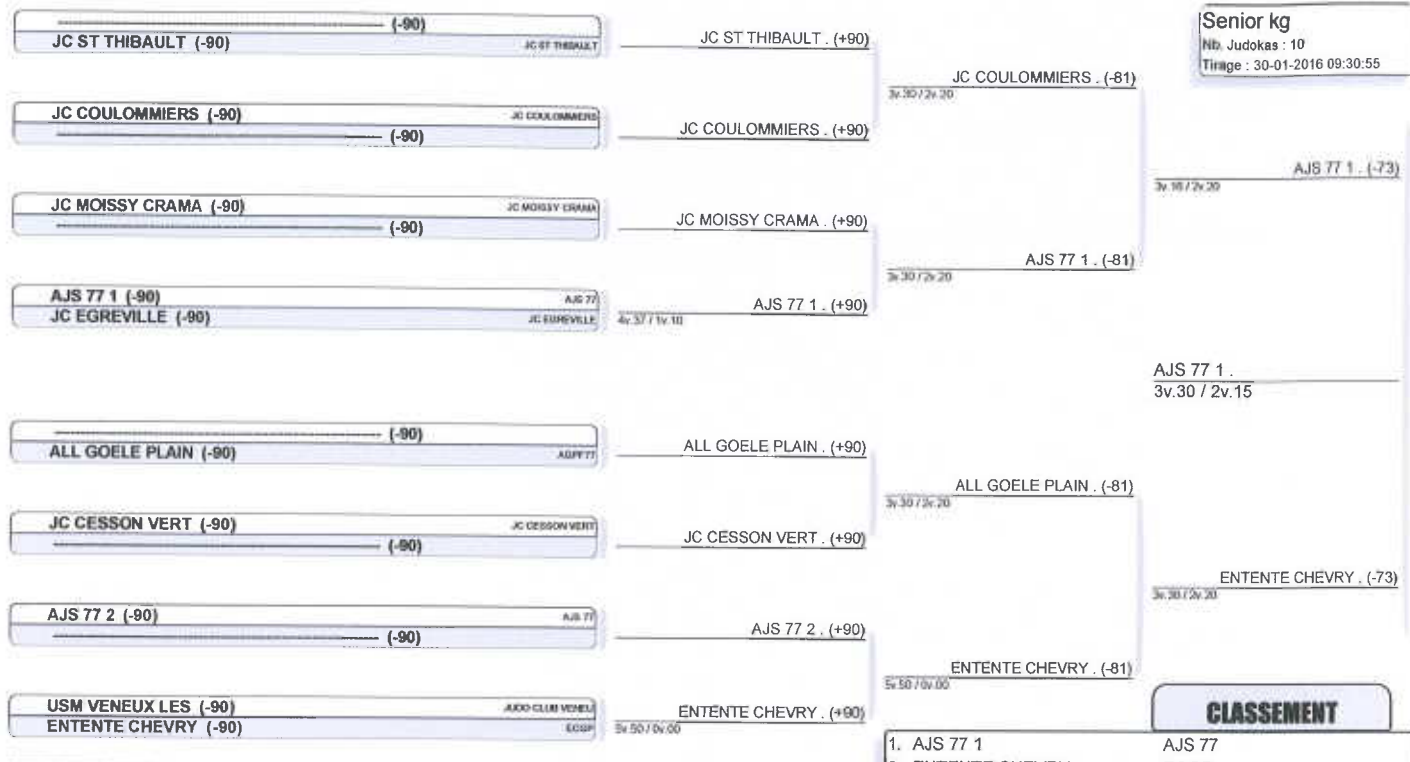 (-90)
JC ST THIBAULT (-90) JC ST THIBAULT
JC COULOMMIERS (-90) JC COULOMMIERS
(-90)
JC MOISSY CRAMA (-90) JC MOISSY CRAMA
(-90)
AJS 77 1 (-90) AJS 77
JC EGREVILLE (-90) JC EGREVILLE
(-90)
ALL GOELE PLAIN (-90) AGPF77
JC CESSON VERT (-90) JC CESSON VERT
(-90)
AJS 77 2 (-90) AJS 77
(-90)
USM VENEUX LES (-90) JUDO CLUB VENEU
ENTENTE CHEVRY (-90)
JC ST THIBAULT . (+90)
JC COULOMMIERS . (+90)
JC MOISSY CRAMA . (+90)
AJS 77 1 . (+90)
4v.37 / 1v.10
ALL GOELE PLAIN . (+90)
JC CESSON VERT . (+90)
AJS 77 2 . (+90)
ENTENTE CHEVRY . (+90)
5v.50 / 0v.00
JC COULOMMIERS . (-81)
3v.30 / 2v.20
AJS 77 1 . (-81)
3v.30 / 2v.20
ALL GOELE PLAIN . (-81)
3v.30 / 2v.20
ENTENTE CHEVRY . (-81)
5v.50 / 0v.00
AJS 77 1 . (-73)
ENTENTE CHEVRY . (-73)
3v.30 / 2v.20
AJS 77 1 .
3v.30 / 2v.15
Senior kg
Nb. Judokas : 10
Tirage : 30-01-2016 09:30:55
CLASSEMENT
1. AJS 77 1 AJS 77